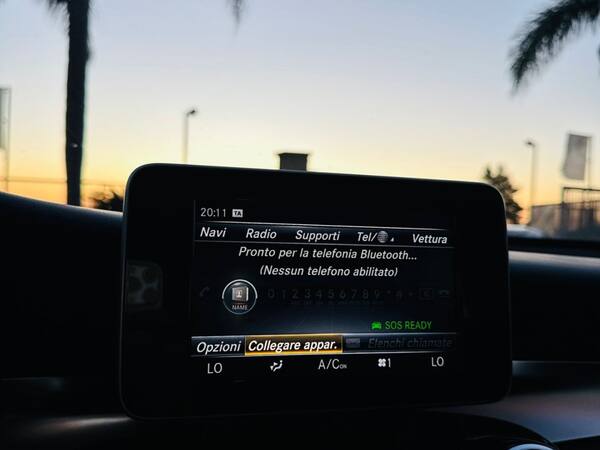 20:11 TA
Navi Radio Supporti Tel/ Vettura
Pronto per la telefonia Bluetooth...
(Nessun telefono abilitato)
0 1 2 3 4 5 6 7 8 9 * # +
NAME
SOS READY
Opzioni Collegare appar. Elenchi chiamate
LO A/C ON 1 LO